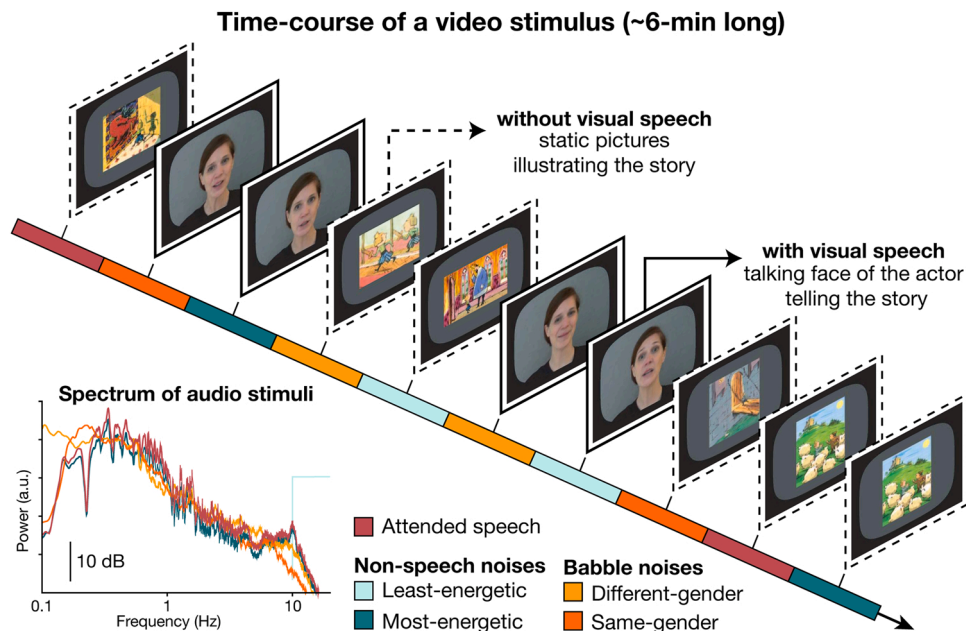 Time-course of a video stimulus (~6-min long)
without visual speech
static pictures
illustrating the story
with visual speech
talking face of the actor
telling the story
Spectrum of audio stimuli
Power (a.u.)
10 dB
0.1
1
10
Frequency (Hz)
Attended speech
Non-speech noises
Least-energetic
Most-energetic
Babble noises
Different-gender
Same-gender